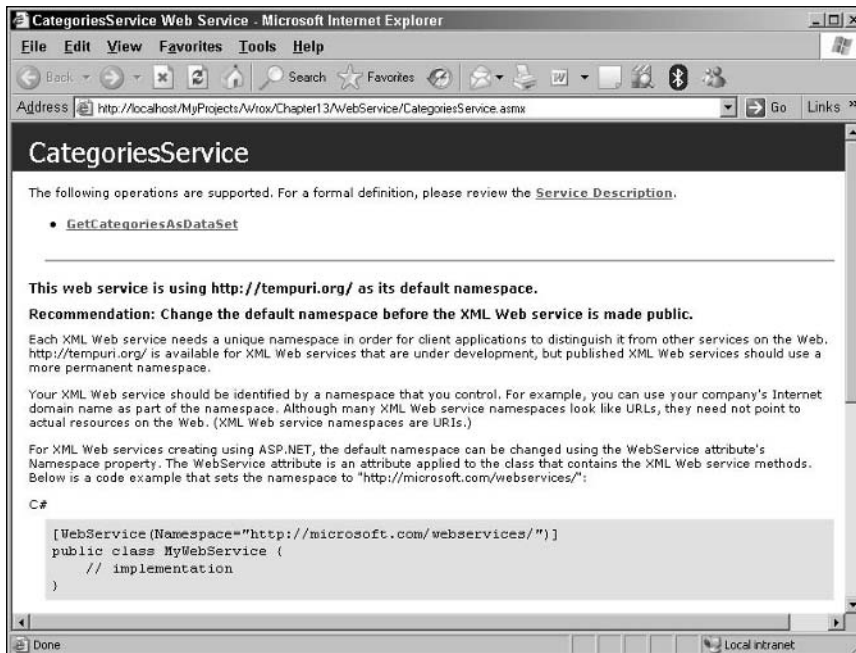 CategoriesService Web Service - Microsoft Internet Explorer
File Edit View Favorites Tools Help
Back Search Favorites
Address http://localhost/MyProjects/Wrox/Chapter13/WebService/CategoriesService.asmx Go Links »
CategoriesService
The following operations are supported. For a formal definition, please review the Service Description.
• GetCategoriesAsDataSet
This web service is using http://tempuri.org/ as its default namespace.
Recommendation: Change the default namespace before the XML Web service is made public.
Each XML Web service needs a unique namespace in order for client applications to distinguish it from other services on the Web.
http://tempuri.org/ is available for XML Web services that are under development, but published XML Web services should use a
more permanent namespace.
Your XML Web service should be identified by a namespace that you control. For example, you can use your company's Internet
domain name as part of the namespace. Although many XML Web service namespaces look like URLs, they need not point to
actual resources on the Web. (XML Web service namespaces are URIs.)
For XML Web services creating using ASP.NET, the default namespace can be changed using the WebService attribute's
Namespace property. The WebService attribute is an attribute applied to the class that contains the XML Web service methods.
Below is a code example that sets the namespace to "http://microsoft.com/webservices/":
C#
[WebService(Namespace="http://microsoft.com/webservices/")]
public class MyWebService {
// implementation
}
Done Local intranet